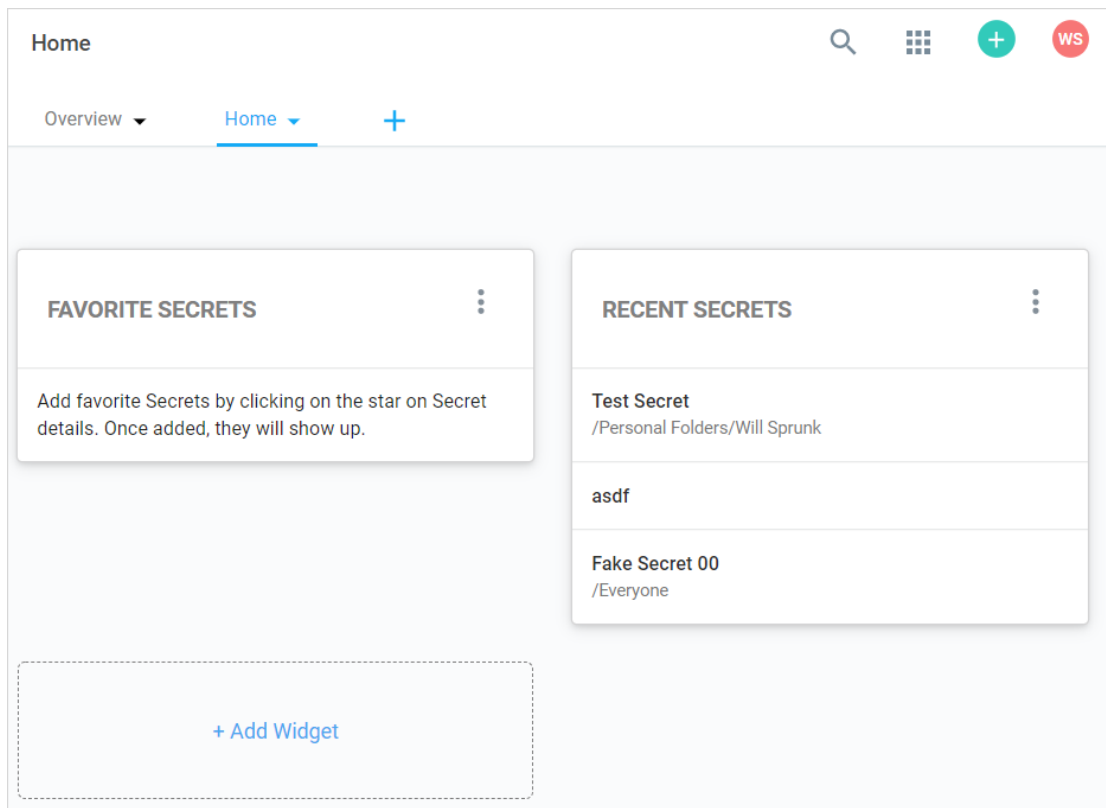 Home
WS
Overview
Home
FAVORITE SECRETS
Add favorite Secrets by clicking on the star on Secret
details. Once added, they will show up.
RECENT SECRETS
Test Secret
/Personal Folders/Will Sprunk
asdf
Fake Secret 00
/Everyone
+ Add Widget